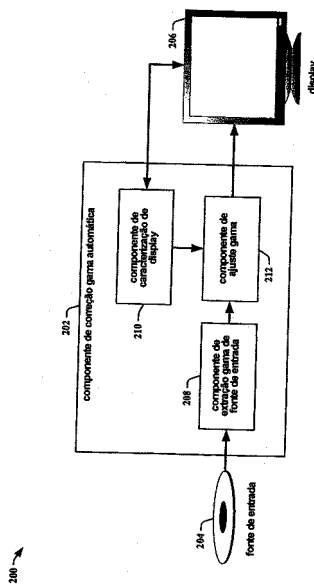 200
202
componente de correção gama automática
componente de
caracterização de
display
210
206
display
204
fonte de entrada
208
componente de
extração gama de
fonte de entrada
componente de
ajuste gama
212